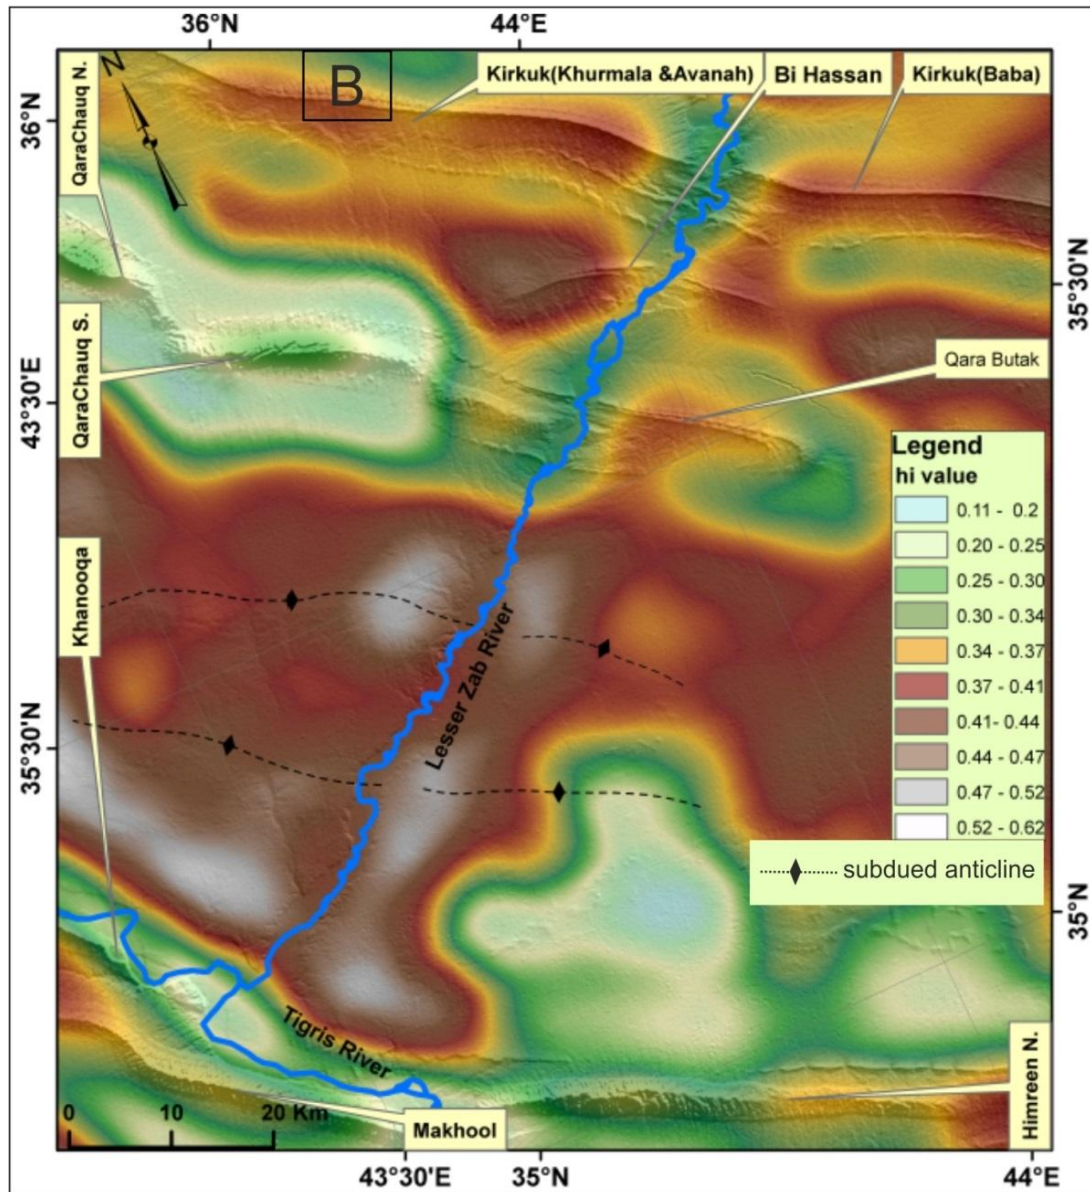 36°N 44°E
N
B
Kirkuk(Khurmala &Avanah)
Bi Hassan
Kirkuk(Baba)
QaraChauq N.
36°N
35°30'N
QaraChauq S.
Qara Butak
43°30'E
Legend
hi value
0.11 - 0.2
0.20 - 0.25
0.25 - 0.30
0.30 - 0.34
0.34 - 0.37
0.37 - 0.41
0.41- 0.44
0.44 - 0.47
0.47 - 0.52
0.52 - 0.62
subdued anticline
Khanooqa
Lesser Zab River
35°30'N
35°N
Tigris River
Himreen N.
0 10 20 Km
Makhool
43°30'E 35°N 44°E